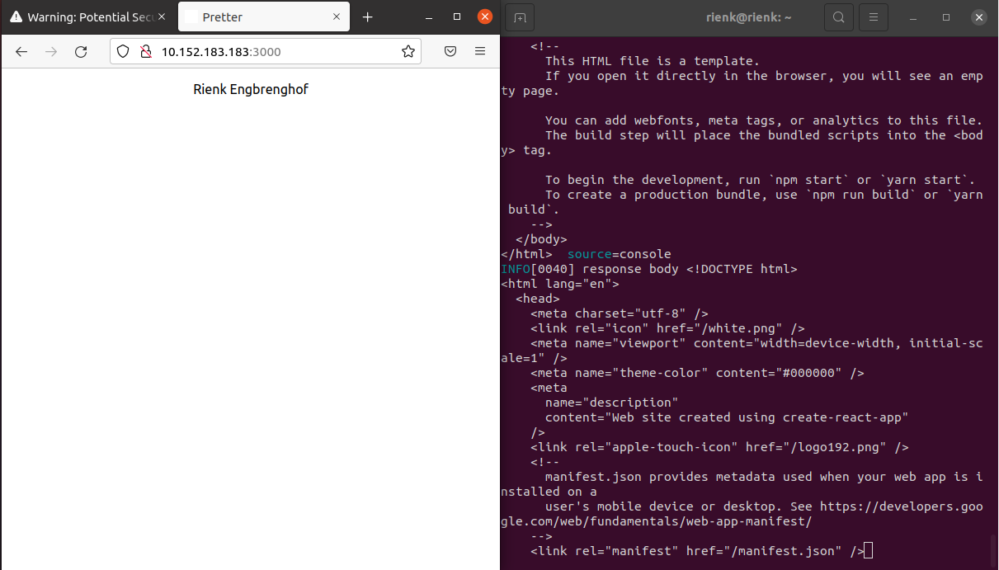 Warning: Potential Secu
Pretter
10.152.183.183:3000
Rienk Engbrenghof
rienk@rienk: ~
<!--
This HTML file is a template.
If you open it directly in the browser, you will see an emp
ty page.
You can add webfonts, meta tags, or analytics to this file.
The build step will place the bundled scripts into the <bod
y> tag.
To begin the development, run `npm start` or `yarn start`.
To create a production bundle, use `npm run build` or `yarn
build`.
-->
</body>
</html>  source=console
INFO[0040] response body <!DOCTYPE html>
<html lang="en">
<head>
<meta charset="utf-8" />
<link rel="icon" href="/white.png" />
<meta name="viewport" content="width=device-width, initial-sc
ale=1" />
<meta name="theme-color" content="#000000" />
<meta
name="description"
content="Web site created using create-react-app"
/>
<link rel="apple-touch-icon" href="/logo192.png" />
<!--
manifest.json provides metadata used when your web app is i
nstalled on a
user's mobile device or desktop. See https://developers.goo
gle.com/web/fundamentals/web-app-manifest/
-->
<link rel="manifest" href="/manifest.json" />